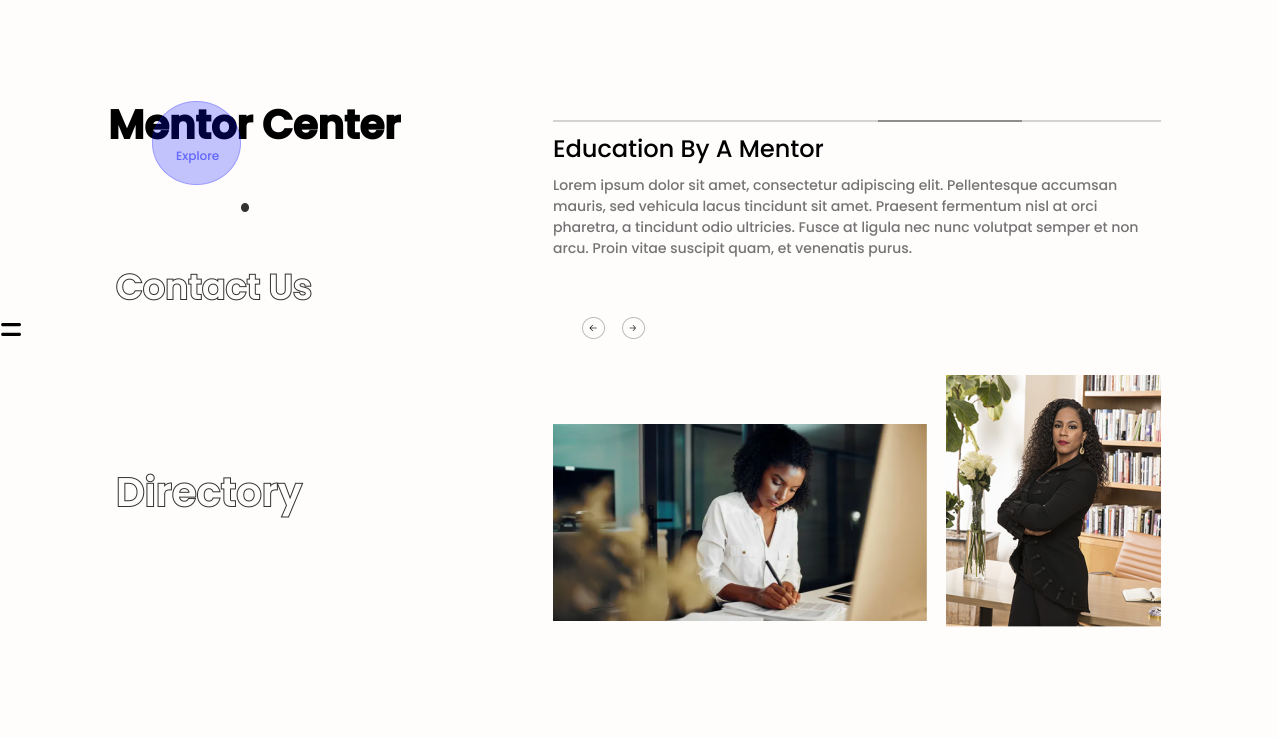 Mentor Center
Explore
Contact Us
Directory
Education By A Mentor
Lorem ipsum dolor sit amet, consectetur adipiscing elit. Pellentesque accumsan
mauris, sed vehicula lacus tincidunt sit amet. Praesent fermentum nisl at orci
pharetra, a tincidunt odio ultricies. Fusce at ligula nec nunc volutpat semper et non
arcu. Proin vitae suscipit quam, et venenatis purus.